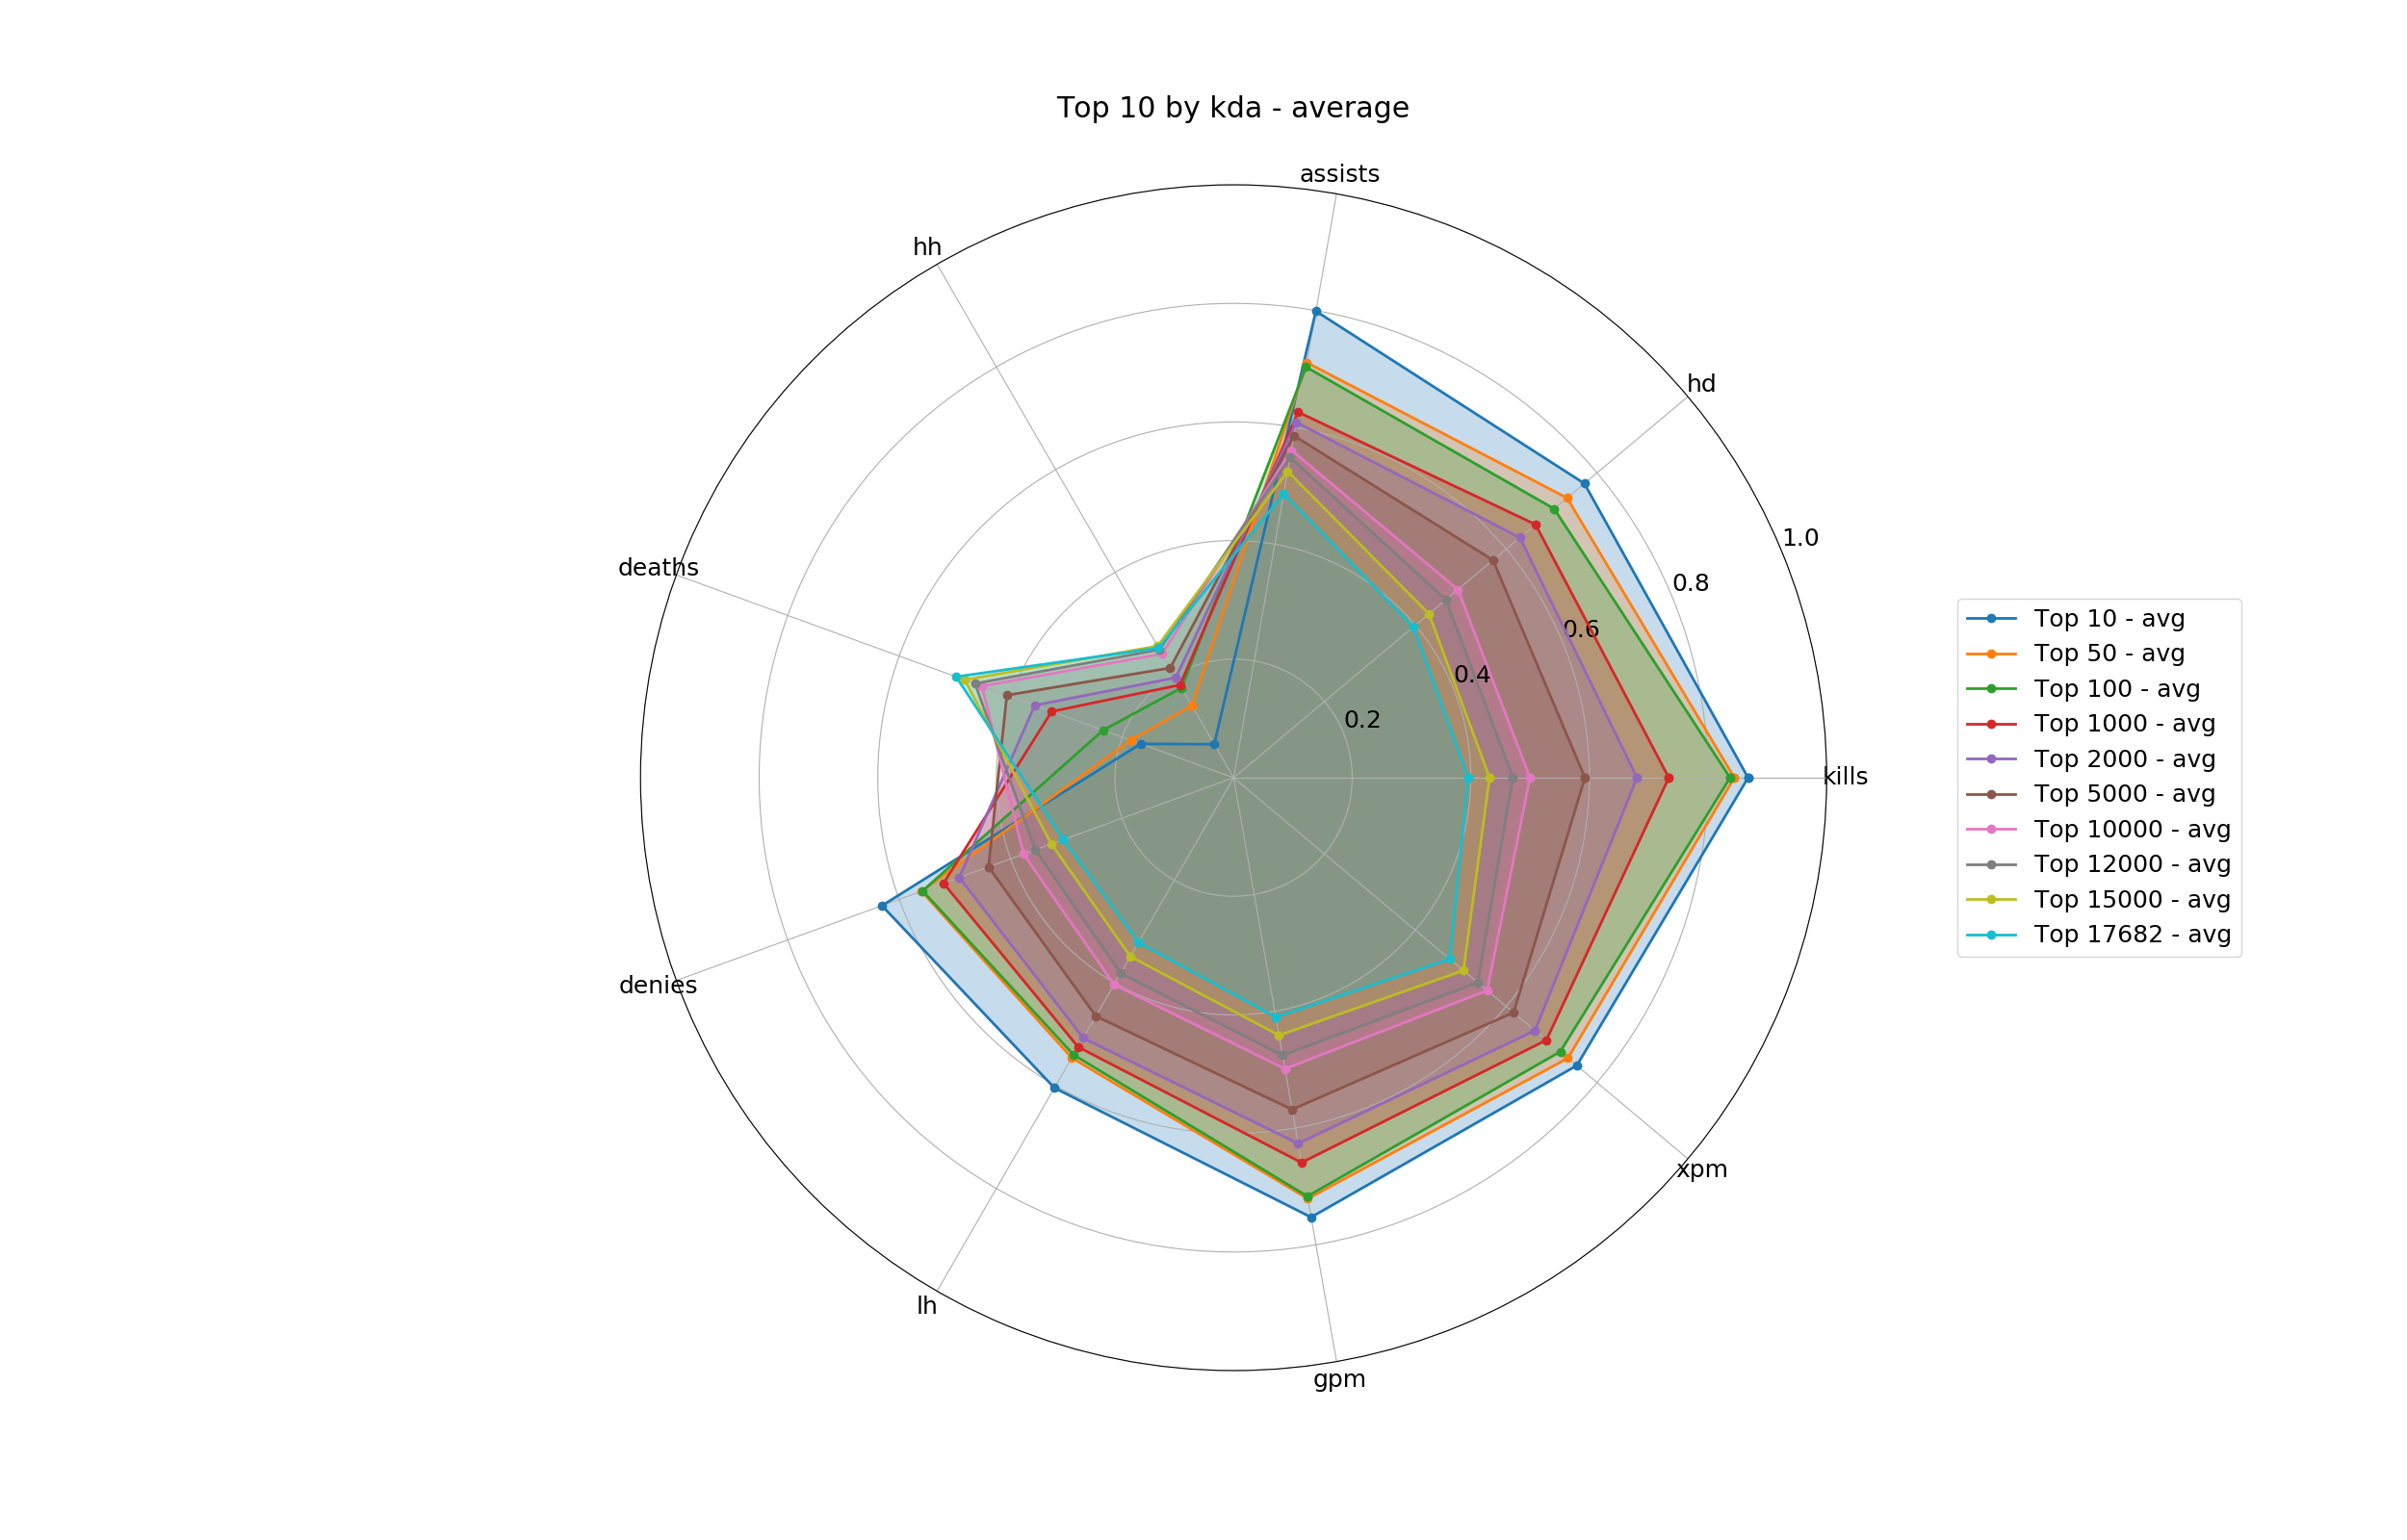 Top 10 by kda - average
assists
hh
hd
1.0
deaths
0.8
0.6
0.4
0.2
kills
denies
xpm
lh
gpm
Top 10 - avg
Top 50 - avg
Top 100 - avg
Top 1000 - avg
Top 2000 - avg
Top 5000 - avg
Top 10000 - avg
Top 12000 - avg
Top 15000 - avg
Top 17682 - avg